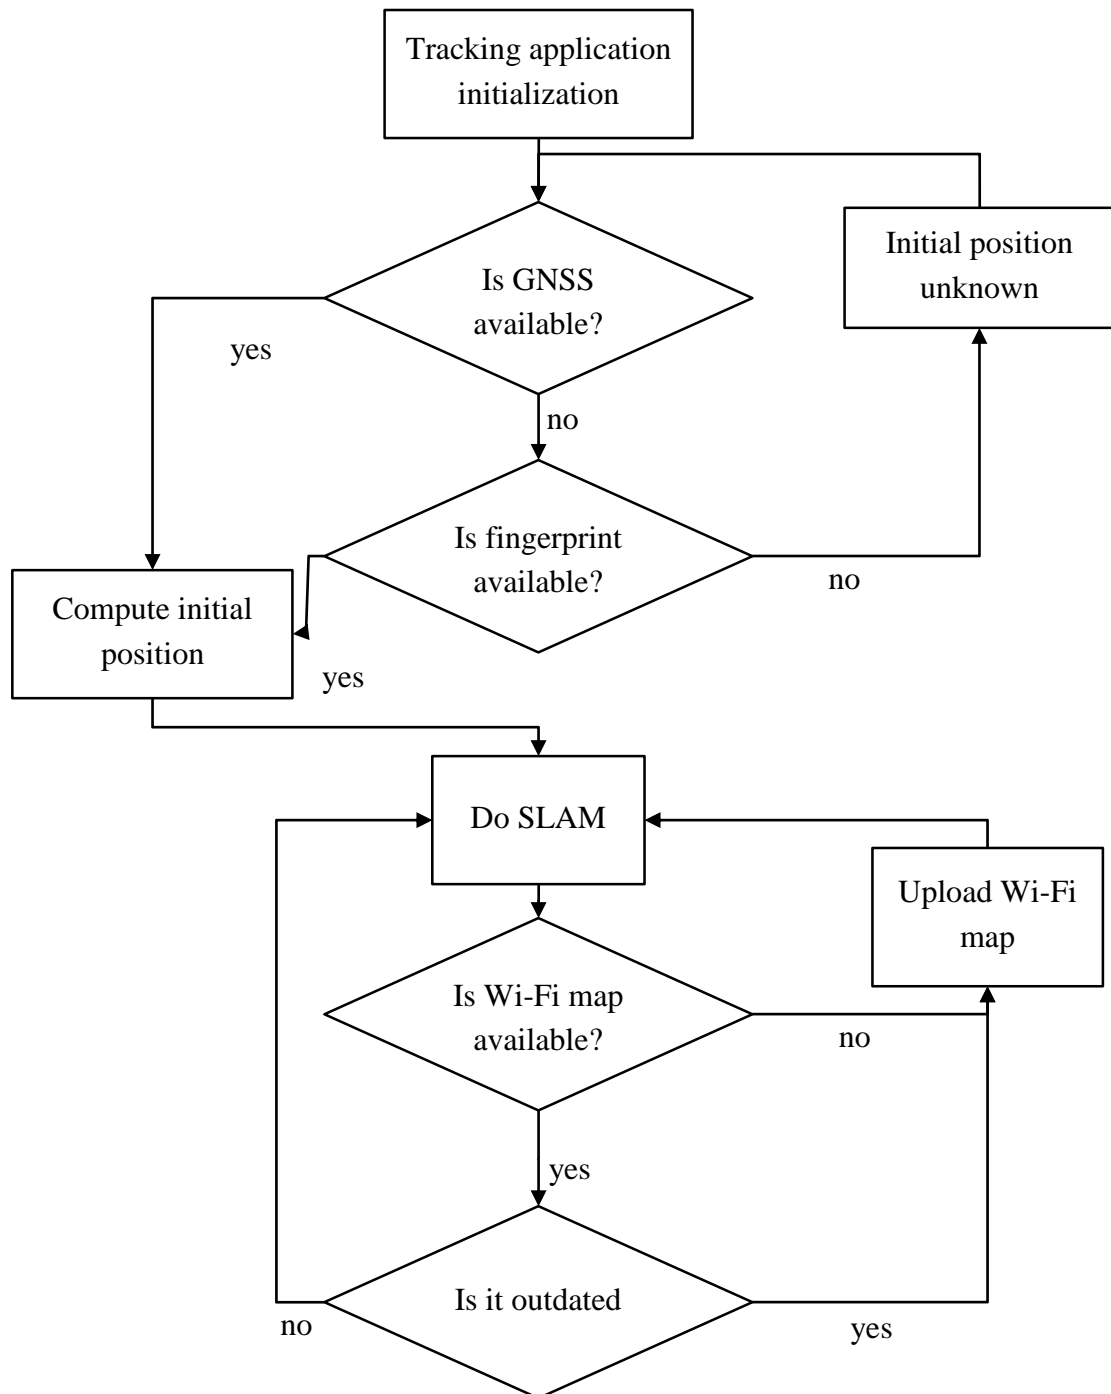 Tracking application
initialization
Initial position
unknown
Is GNSS
available?
yes
no
Is fingerprint
available?
no
Compute initial
position
yes
Do SLAM
Upload Wi-Fi
map
Is Wi-Fi map
available?
no
yes
Is it outdated
no
yes